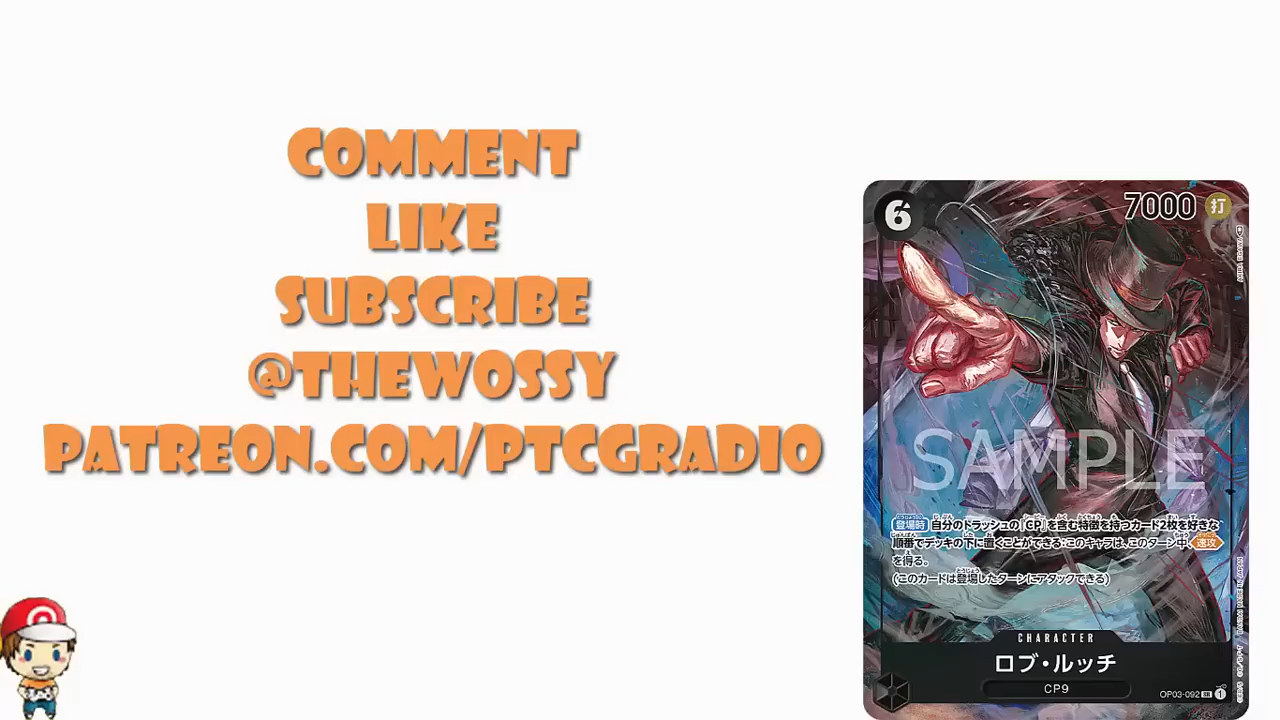 COMMENT
LIKE
SUBSCRIBE
@THEWOSSY
PATREON.COM/PTCGRADIO
6
7000 打
SAMPLE
登場時 自分のトラッシュの『CP』を含む特徴を持つカード2枚を好きな
順番でデッキの下に置くことができる:このキャラは、このターン中、速攻
を得る。
(このカードは登場したターンにアタックできる)
CHARACTER
ロブ・ルッチ
CP9
OP03-092 SR 1